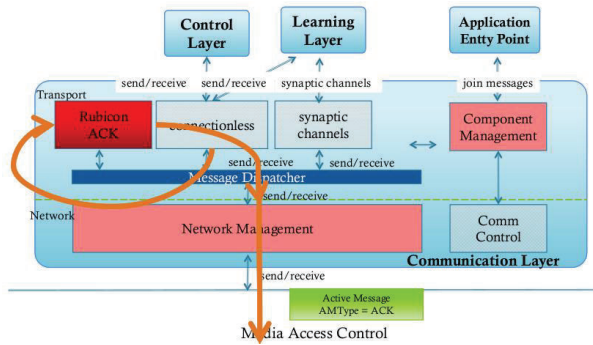 Control
Layer
Learning
Layer
Application
Entty Point
send/receive
send/receive
synaptic channels
join messages
Transport
Rubicon
ACK
connectionless
synaptic
channels
Component
Management
send/receive
send/receive
Message Dispatcher
send/receive
Network
Network Management
Comm
Control
Communication Layer
send/receive
Active Message
AMType = ACK
Media Access Control